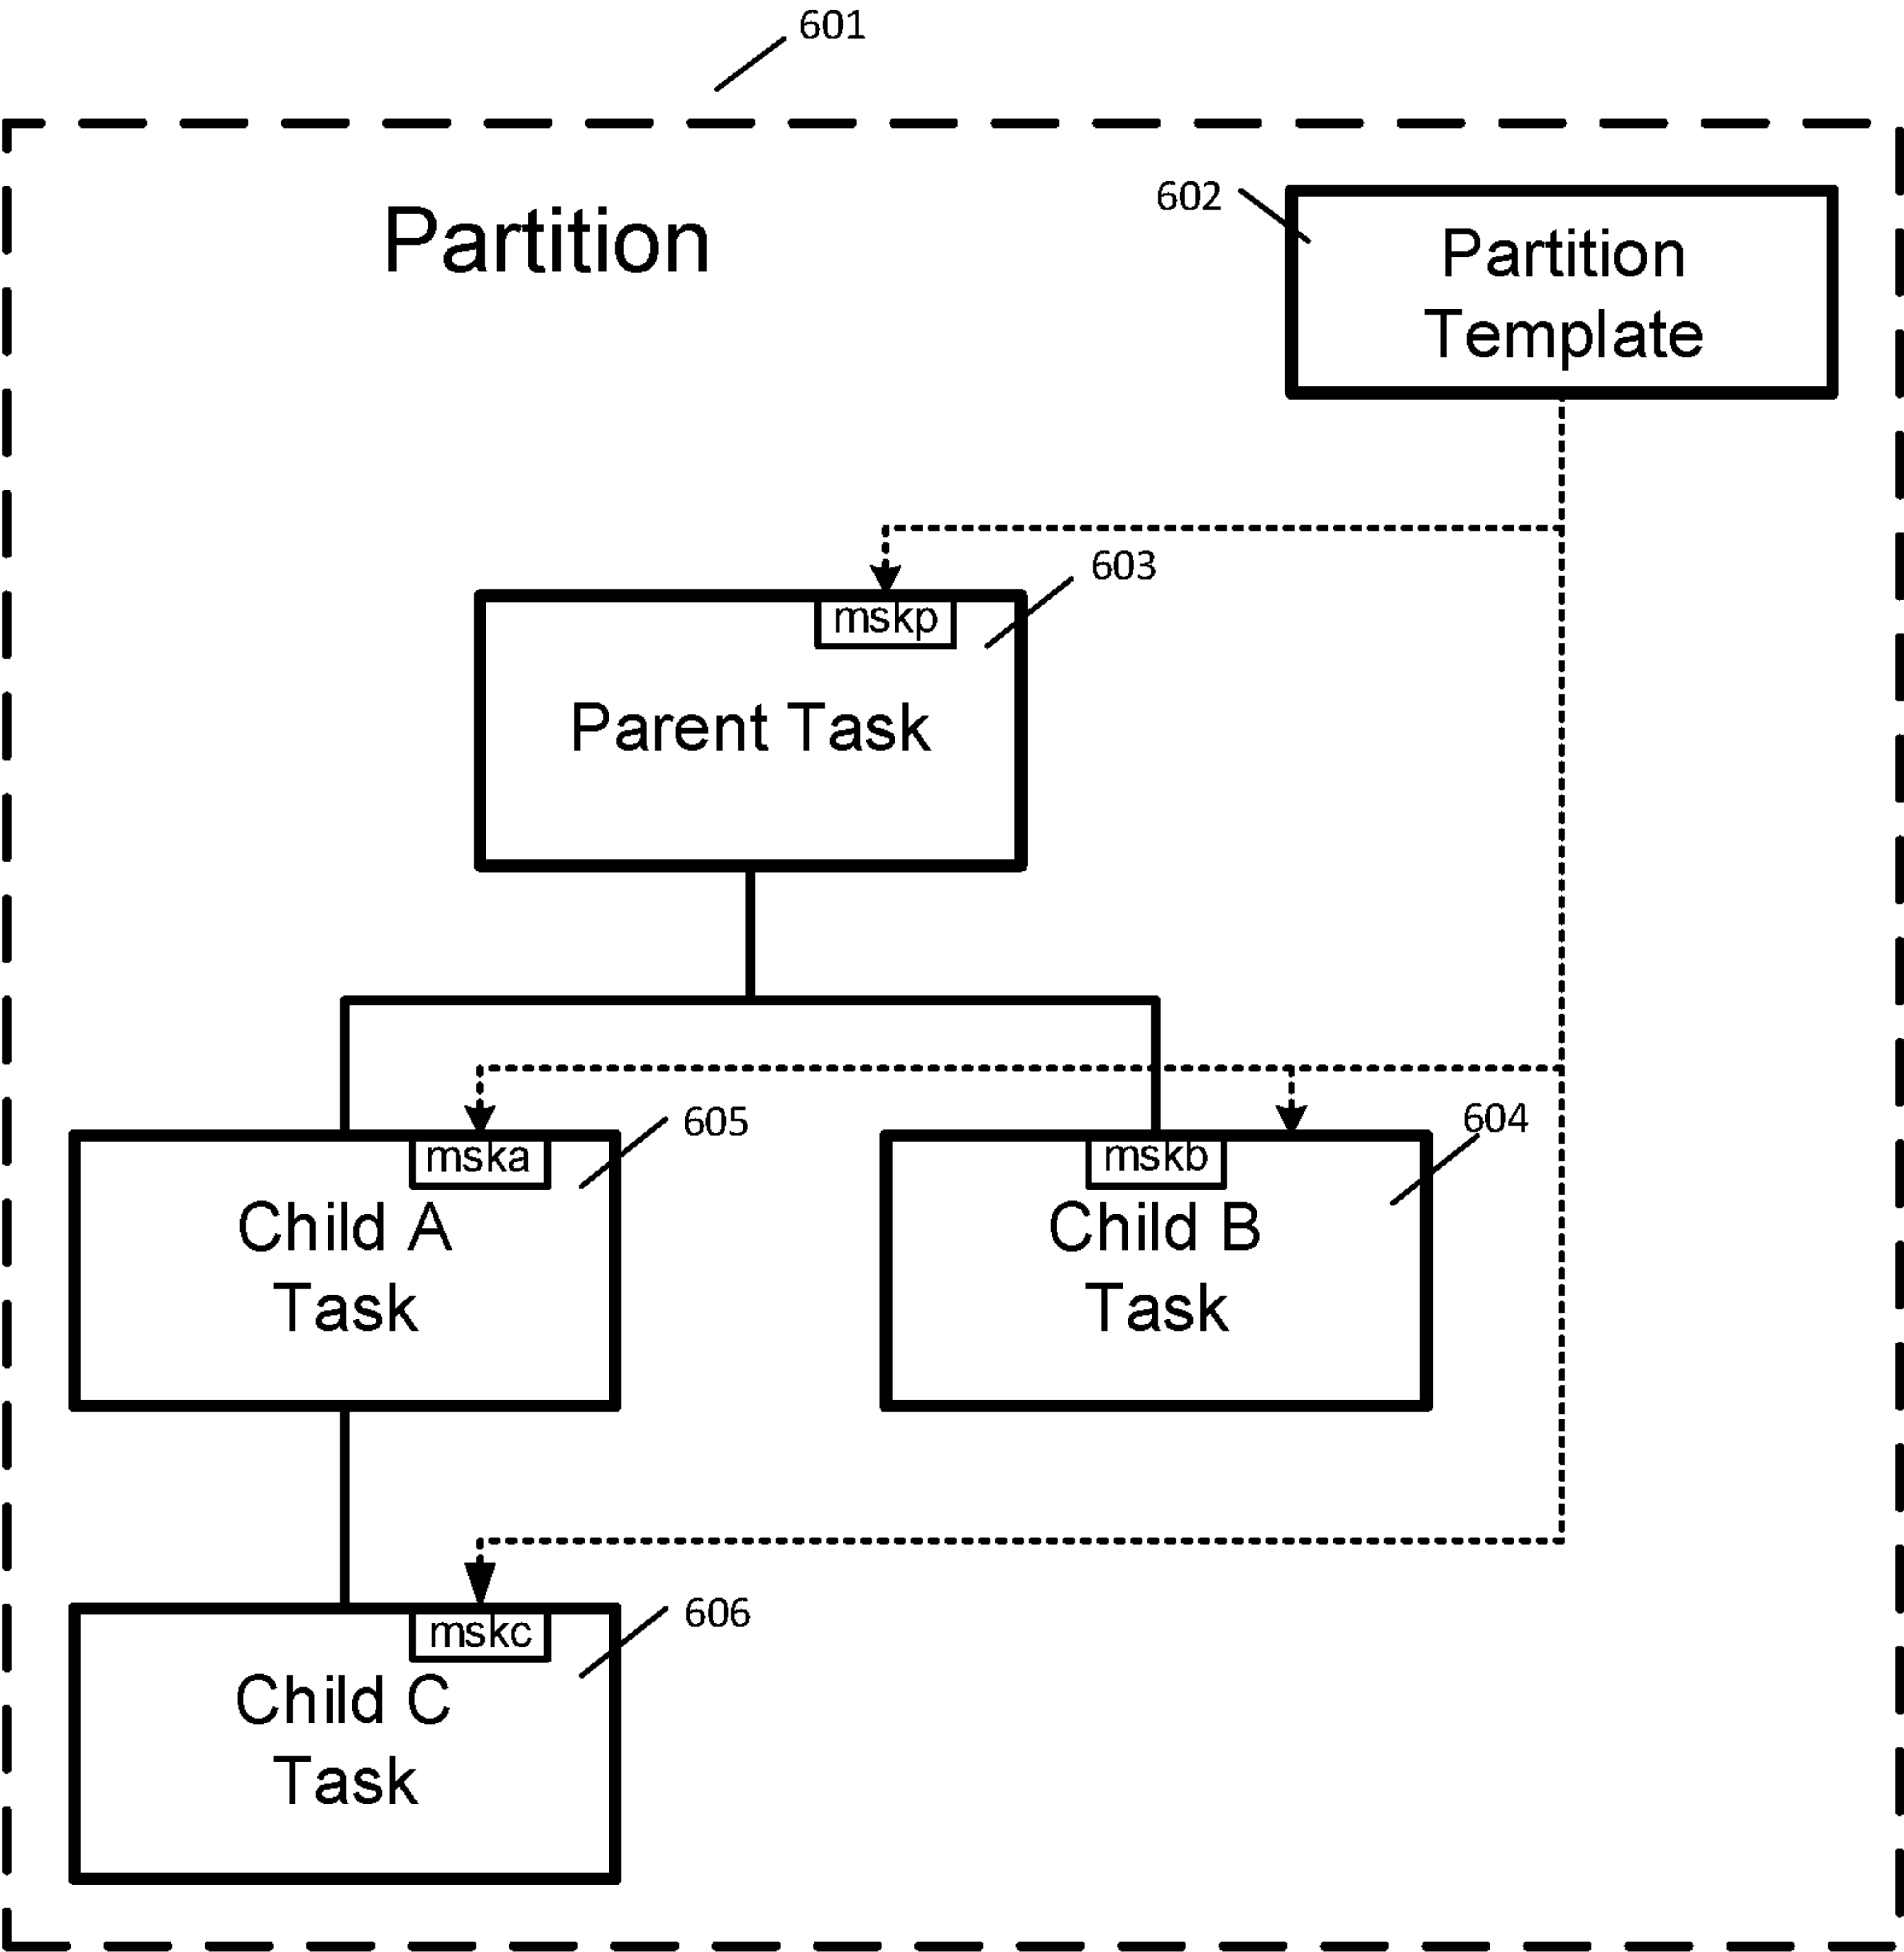 601
Partition
602
Partition
Template
603
mskp
Parent Task
605
604
mska
mskb
Child A
Task
Child B
Task
606
mskc
Child C
Task